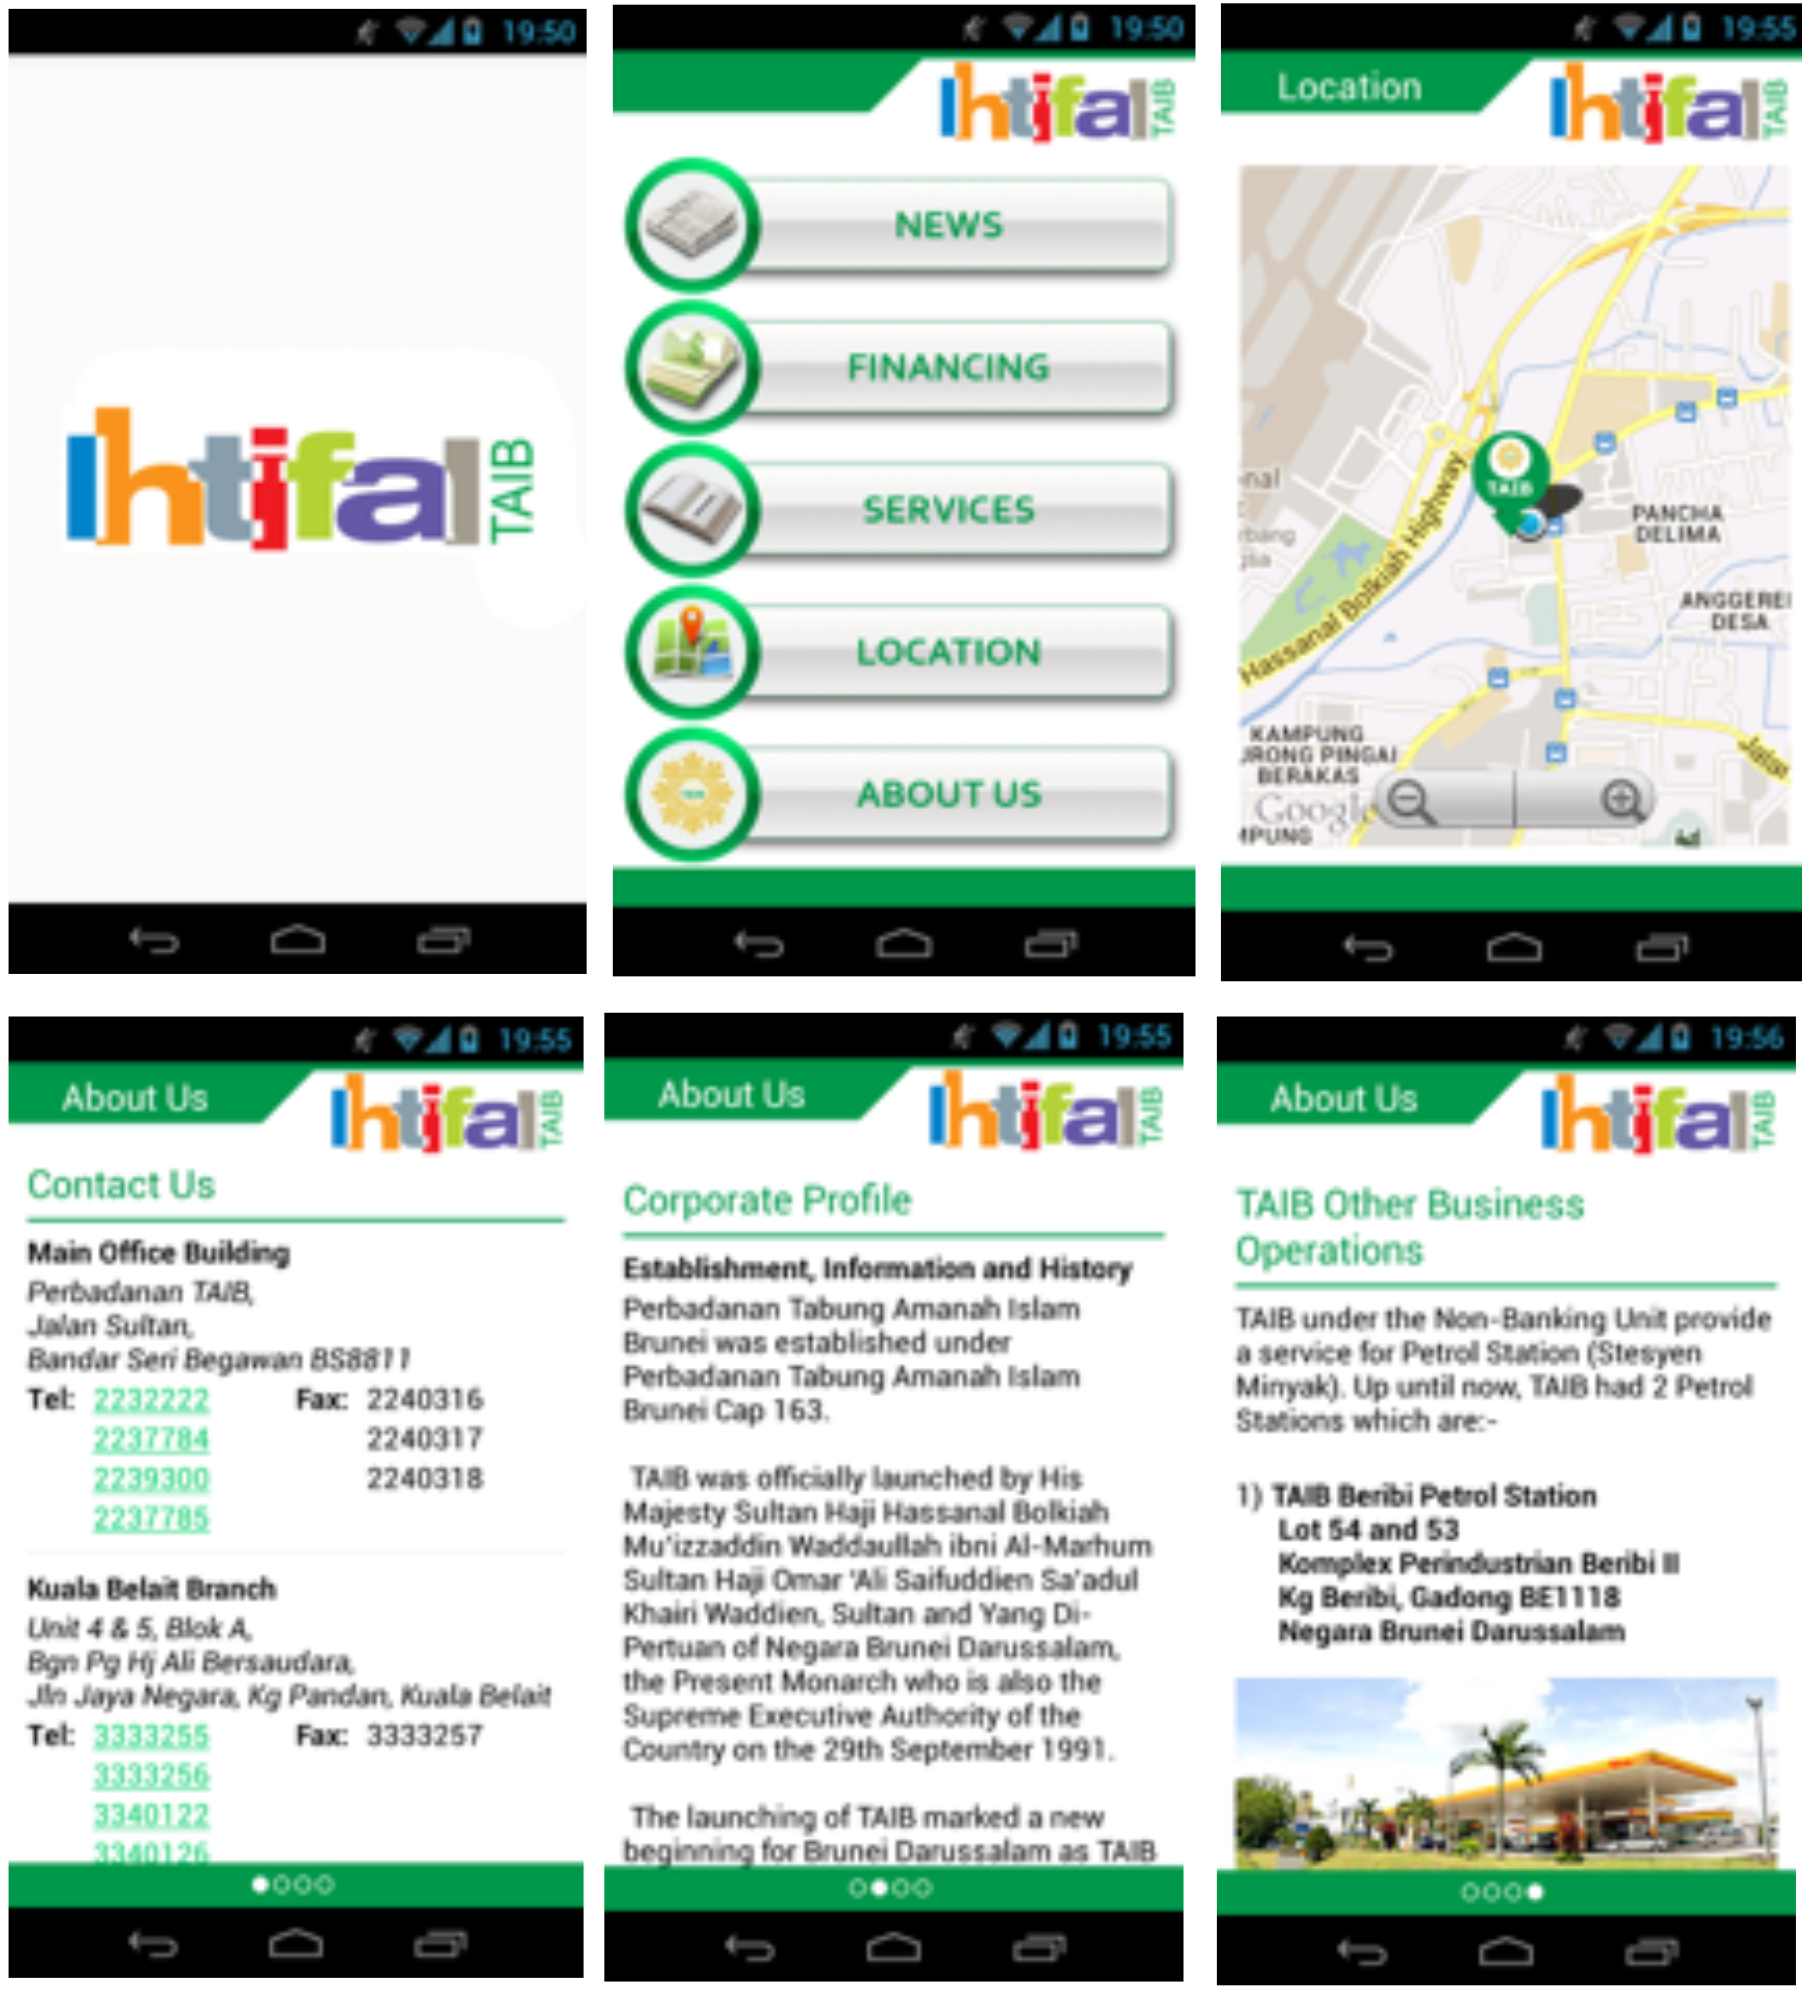 19:50
Ihtifal TAIB
19:50
Ihtifal TAIB
NEWS
FINANCING
SERVICES
LOCATION
ABOUT US
19:55
Location
Ihtifal TAIB
Hassanal Bolkiah Highway
TAIB
PANCHA
DELIMA
DESA
KAMPUNG
BERAKAS
Google
Jalan
19:55
About Us
Ihtifal TAIB
Contact Us
Main Office Building
Perbadanan TAIB,
Jalan Sultan,
Bandar Seri Begawan BS8811
Tel: 2232222 Fax: 2240316
2237784 2240317
2239300 2240318
2237785
Kuala Belait Branch
Unit 4 & 5, Blok A,
Bgn Pg Hj Ali Bersaudara,
Jln Jaya Negara, Kg Pandan, Kuala Belait
Tel: 3333255 Fax: 3333257
3333256
3340122
3340126
19:55
About Us
Ihtifal TAIB
Corporate Profile
Establishment, Information and History
Perbadanan Tabung Amanah Islam
Brunei was established under
Perbadanan Tabung Amanah Islam
Brunei Cap 163.
TAIB was officially launched by His
Majesty Sultan Haji Hassanal Bolkiah
Mu'izzaddin Waddaullah ibni Al-Marhum
Sultan Haji Omar 'Ali Saifuddien Sa'adul
Khairi Waddien, Sultan and Yang Di-
Pertuan of Negara Brunei Darussalam,
the Present Monarch who is also the
Supreme Executive Authority of the
Country on the 29th September 1991.
The launching of TAIB marked a new
beginning for Brunei Darussalam as TAIB
19:56
About Us
Ihtifal TAIB
TAIB Other Business
Operations
TAIB under the Non-Banking Unit provide
a service for Petrol Station (Stesyen
Minyak). Up until now, TAIB had 2 Petrol
Stations which are:-
1) TAIB Beribi Petrol Station
Lot 54 and 53
Komplex Perindustrian Beribi II
Kg Beribi, Gadong BE1118
Negara Brunei Darussalam